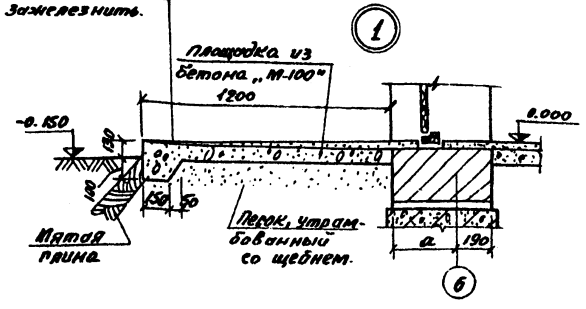 зажелезнить.
1
площадка из
бетона „М-100"
1200
-0.150
0.000
130
100
150
50
Песок, утрам-
бованный
со щебнем.
Мятая
глина
а
190
б